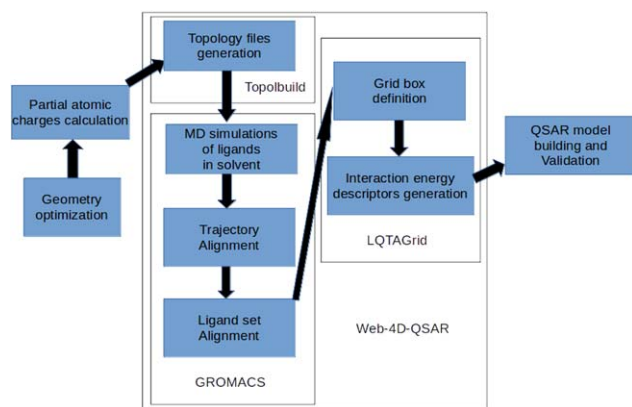 Geometry
optimization
Partial atomic
charges calculation
Topology files
generation
Topolbuild
MD simulations
of ligands
in solvent
Trajectory
Alignment
Ligand set
Alignment
GROMACS
Grid box
definition
Interaction energy
descriptors generation
LQTAGrid
Web-4D-QSAR
QSAR model
building and
Validation